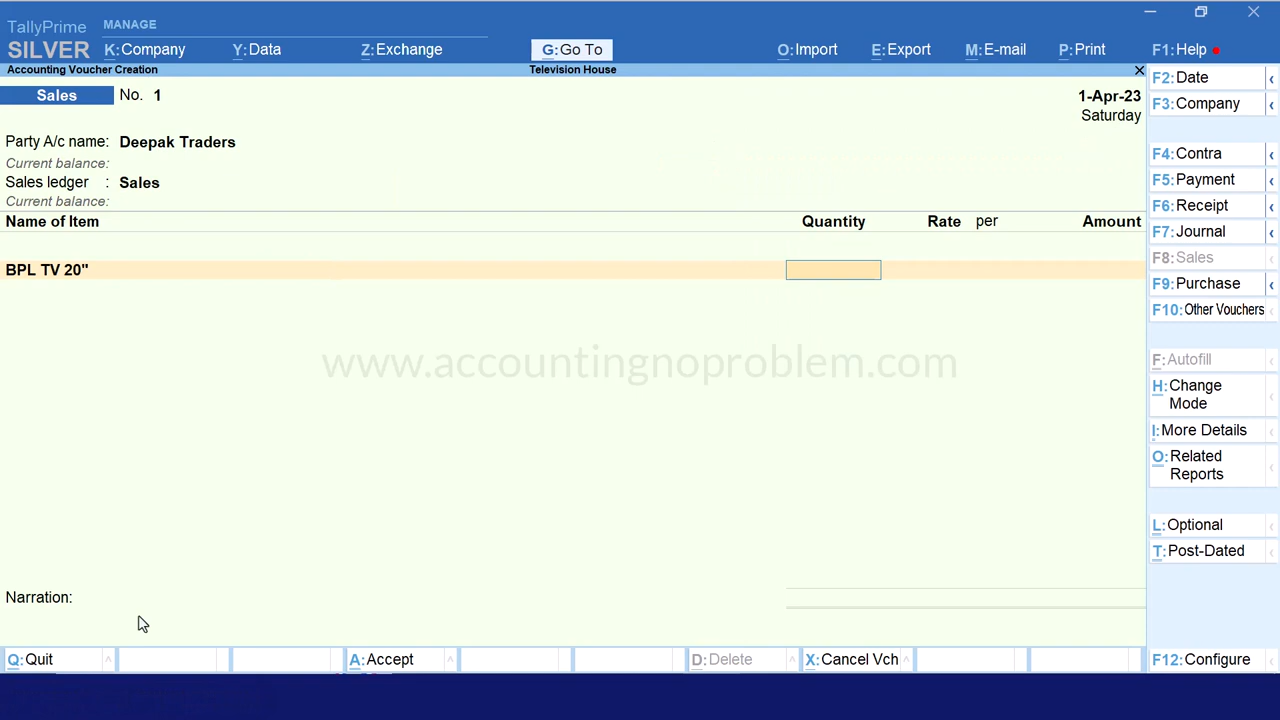 TallyPrime MANAGE
SILVER K:Company Y:Data Z:Exchange G:Go To O:Import E:Export M:E-mail P:Print F1:Help
Accounting Voucher Creation Television House
Sales No. 1 1-Apr-23
Saturday
Party A/c name: Deepak Traders
Current balance:
Sales ledger : Sales
Current balance:
Name of Item Quantity Rate per Amount
BPL TV 20"
www.accountingnoproblem.com
Narration:
Q:Quit A:Accept D:Delete X:Cancel Vch
F2:Date
F3:Company
F4:Contra
F5:Payment
F6:Receipt
F7:Journal
F8:Sales
F9:Purchase
F10:Other Vouchers
F:Autofill
H:Change
Mode
I:More Details
O:Related
Reports
L:Optional
T:Post-Dated
F12:Configure